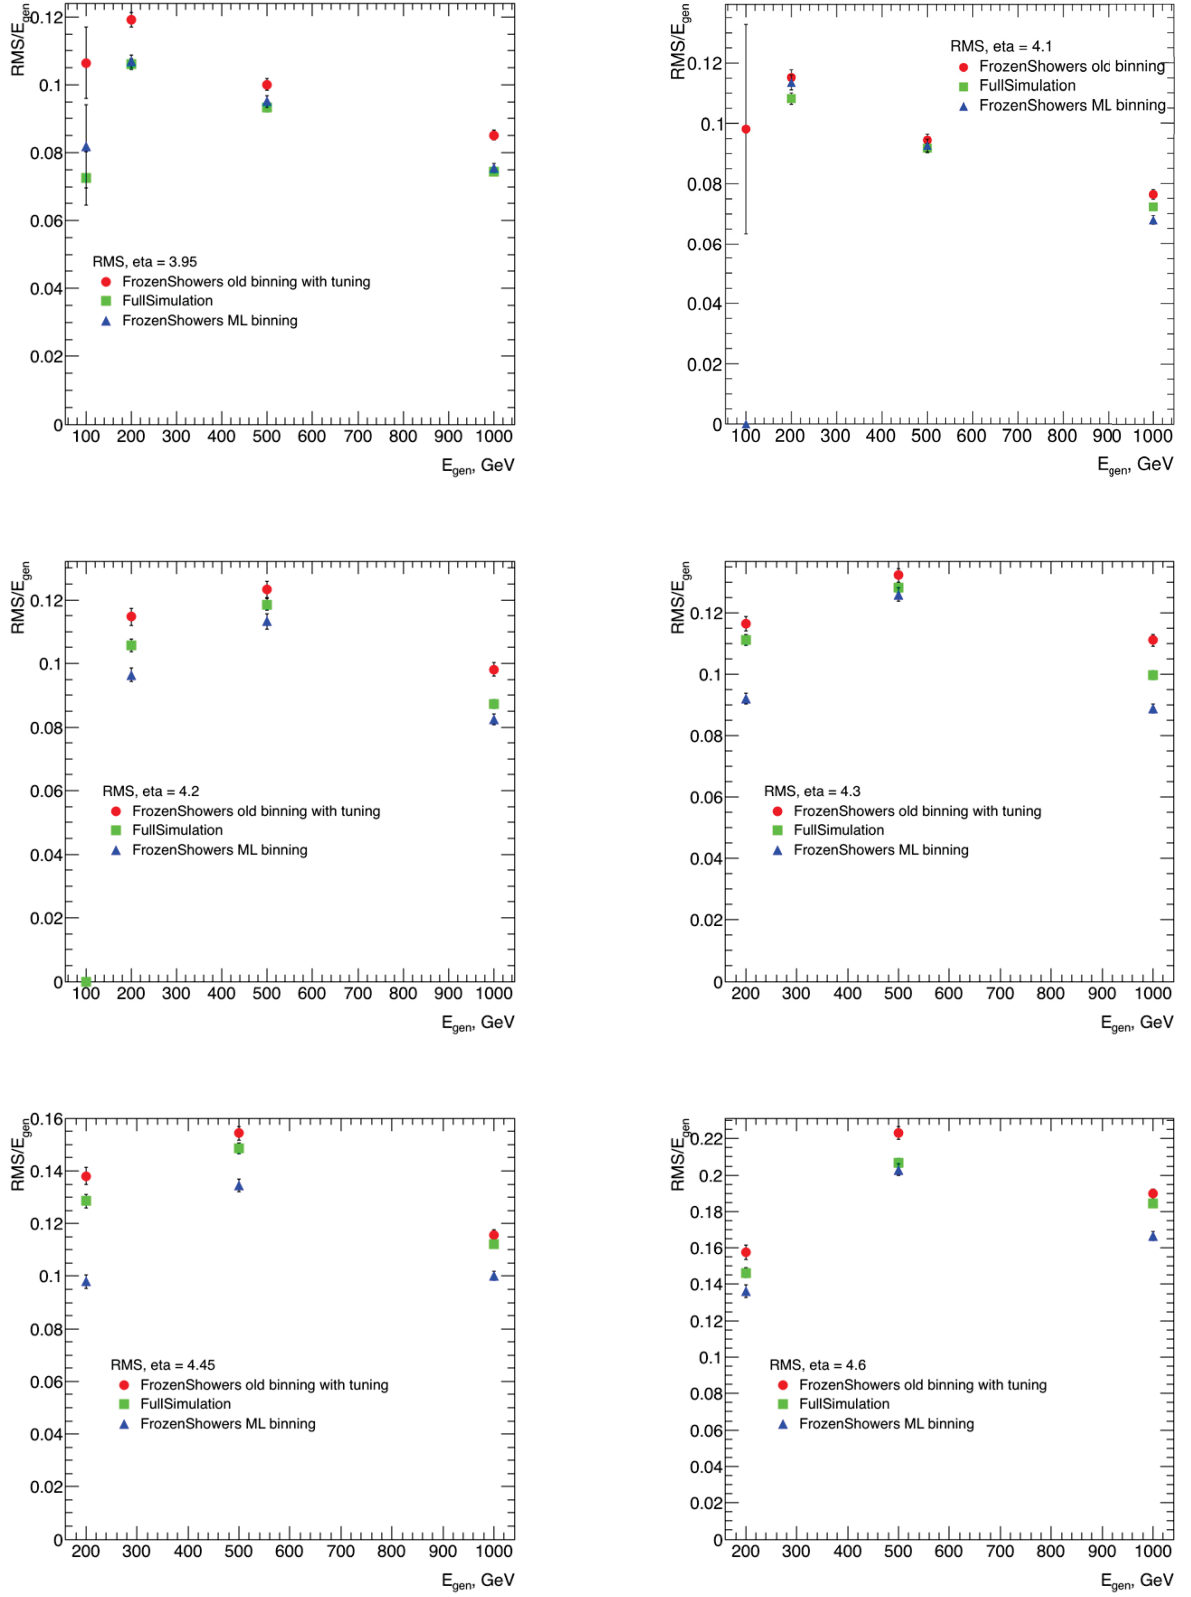 RMS/Egen
0.12
0.1
0.08
0.06
0.04
0.02
0
RMS, eta = 3.95
FrozenShowers old binning with tuning
FullSimulation
FrozenShowers ML binning
100 200 300 400 500 600 700 800 900 1000
Egen, GeV
RMS/Egen
0.12
0.1
0.08
0.06
0.04
0.02
0
RMS, eta = 4.1
FrozenShowers old binning
FullSimulation
FrozenShowers ML binning
100 200 300 400 500 600 700 800 900 1000
Egen, GeV
RMS/Egen
0.12
0.1
0.08
0.06
0.04
0.02
0
RMS, eta = 4.2
FrozenShowers old binning with tuning
FullSimulation
FrozenShowers ML binning
100 200 300 400 500 600 700 800 900 1000
Egen, GeV
RMS/Egen
0.12
0.1
0.08
0.06
0.04
0.02
0
RMS, eta = 4.3
FrozenShowers old binning with tuning
FullSimulation
FrozenShowers ML binning
200 300 400 500 600 700 800 900 1000
Egen, GeV
RMS/Egen
0.16
0.14
0.12
0.1
0.08
0.06
0.04
0.02
0
RMS, eta = 4.45
FrozenShowers old binning with tuning
FullSimulation
FrozenShowers ML binning
200 300 400 500 600 700 800 900 1000
Egen, GeV
RMS/Egen
0.22
0.2
0.18
0.16
0.14
0.12
0.1
0.08
0.06
0.04
0.02
0
RMS, eta = 4.6
FrozenShowers old binning with tuning
FullSimulation
FrozenShowers ML binning
200 300 400 500 600 700 800 900 1000
Egen, GeV